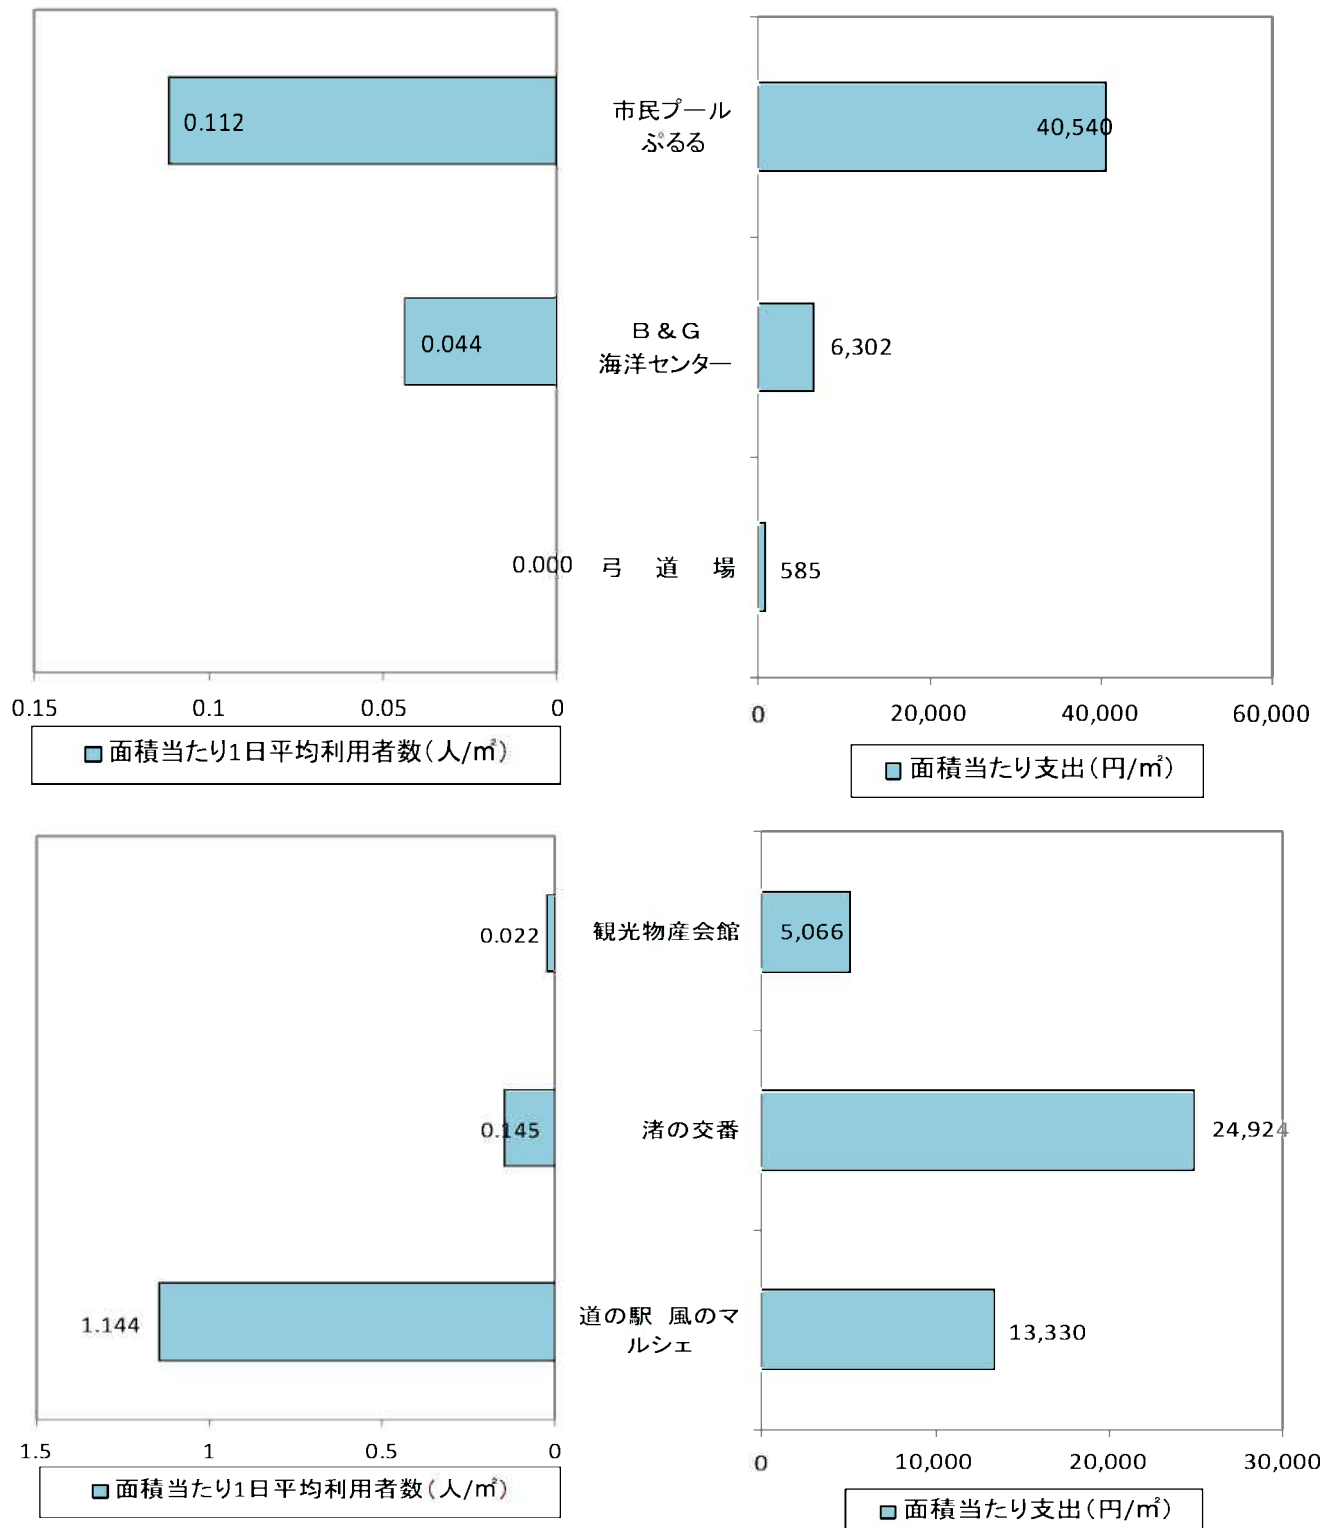 0.112
市民プール
ぷるる
40,540
0.044
B&G
海洋センター
6,302
0.000
弓 道 場
585
0.15 0.1 0.05 0
0 20,000 40,000 60,000
■面積当たり1日平均利用者数(人/㎡)
■面積当たり支出(円/㎡)
0.022
観光物産会館
5,066
0.145
渚の交番
24,924
1.144
道の駅 風のマ
ルシェ
13,330
1.5 1 0.5 0
0 10,000 20,000 30,000
■面積当たり1日平均利用者数(人/㎡)
■面積当たり支出(円/㎡)